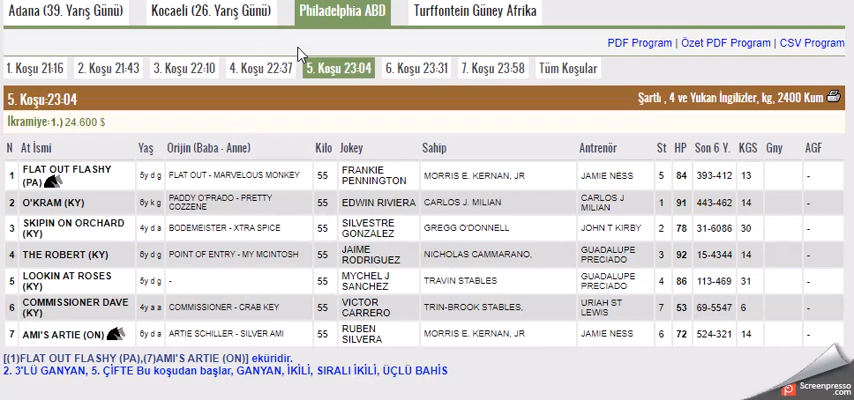 Adana (39. Yarış Günü) Kocaeli (26. Yarış Günü) Philadelphia ABD Turffontein Güney Afrika
PDF Program | Özet PDF Program | CSV Program
1. Koşu 21:16 2. Koşu 21:43 3. Koşu 22:10 4. Koşu 22:37 5. Koşu 23:04 6. Koşu 23:31 7. Koşu 23:58 Tüm Koşular
5. Koşu-23:04 Şartlı , 4 ve Yukarı İngilizler, kg, 2400 Kum
İkramiye:1.) 24.600 $
N At İsmi Yaş Orijin (Baba - Anne) Kilo Jokey Sahip Antrenör St HP Son 6 Y. KGS Gny AGF
1 FLAT OUT FLASHY (PA) 5y d g FLAT OUT - MARVELOUS MONKEY 55 FRANKIE PENNINGTON MORRIS E. KERNAN, JR JAMIE NESS 5 84 393-412 13 -
2 O'KRAM (KY) 6y k g PADDY O'PRADO - PRETTY COZZENE 55 EDWIN RIVIERA CARLOS J. MILIAN CARLOS J MILIAN 1 91 443-462 14 -
3 SKIPIN ON ORCHARD (KY) 4y d a BODEMEISTER - XTRA SPICE 55 SILVESTRE GONZALEZ GREGG O'DONNELL JOHN T KIRBY 2 78 31-6086 30 -
4 THE ROBERT (KY) 5y d g POINT OF ENTRY - MY MCINTOSH 55 JAIME RODRIGUEZ NICHOLAS CAMMARANO, GUADALUPE PRECIADO 3 92 15-4344 14 -
5 LOOKIN AT ROSES (KY) 5y d g - 55 MYCHEL J SANCHEZ TRAVIN STABLES GUADALUPE PRECIADO 4 86 113-469 31 -
6 COMMISSIONER DAVE (KY) 4y a a COMMISSIONER - CRAB KEY 55 VICTOR CARRERO TRIN-BROOK STABLES, URIAH ST LEWIS 7 53 69-5547 6 -
7 AMI'S ARTIE (ON) 6y d a ARTIE SCHILLER - SILVER AMI 55 RUBEN SILVERA MORRIS E. KERNAN, JR JAMIE NESS 6 72 524-321 14 -
[(1)FLAT OUT FLASHY (PA),(7)AMI'S ARTIE (ON)] eküridir.
2. 3'LÜ GANYAN, 5. ÇİFTE Bu koşudan başlar, GANYAN, İKİLİ, SIRALI İKİLİ, ÜÇLÜ BAHİS
Screenpresso
.com